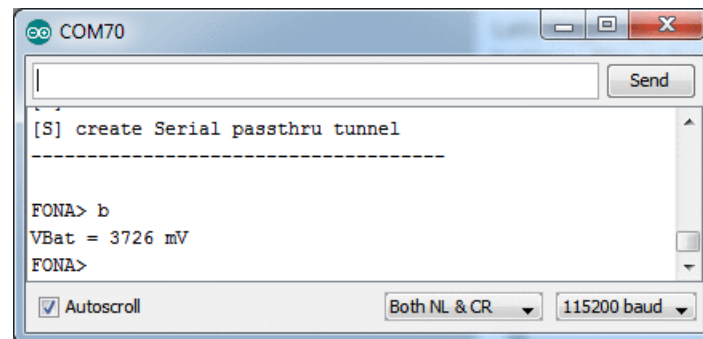 COM70
Send
[S] create Serial passthru tunnel
-------------------------------------
FONA> b
VBat = 3726 mV
FONA>
Autoscroll
Both NL & CR
115200 baud